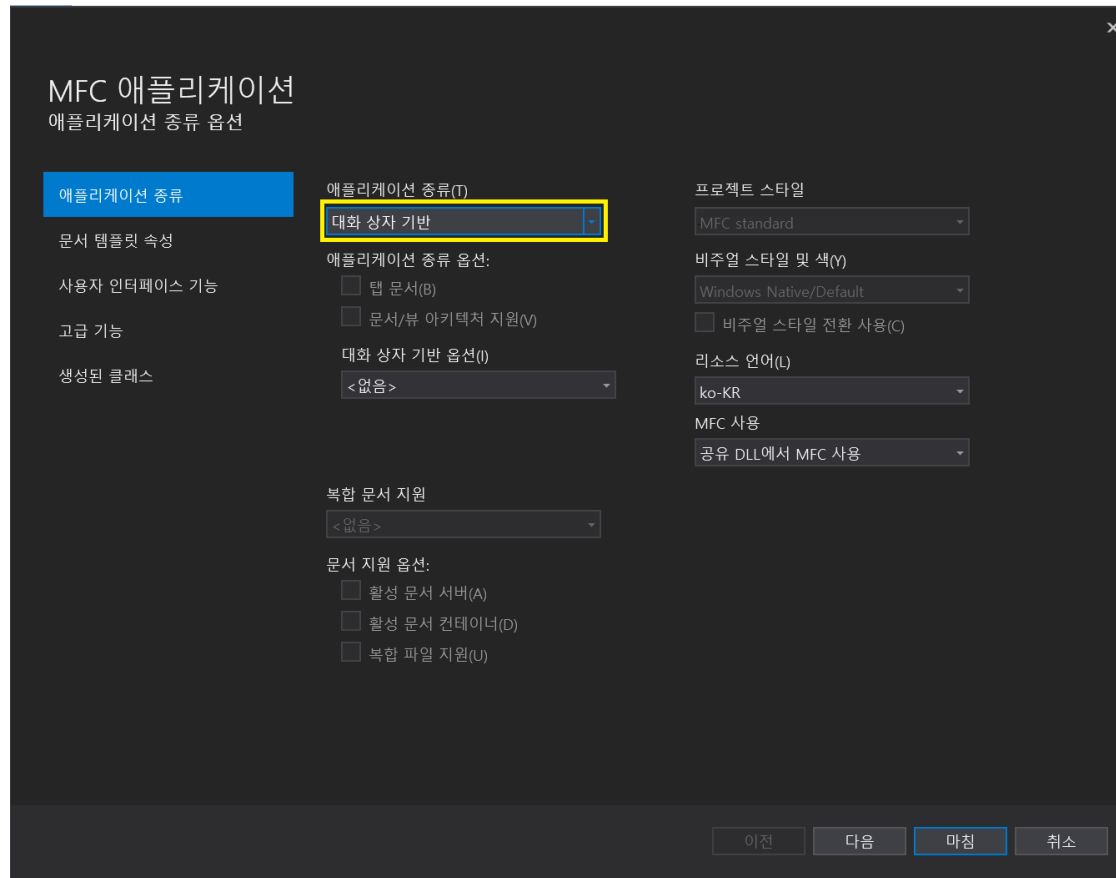 MFC 애플리케이션
애플리케이션 종류 옵션
애플리케이션 종류
문서 템플릿 속성
사용자 인터페이스 기능
고급 기능
생성된 클래스
애플리케이션 종류(T)
대화 상자 기반
애플리케이션 종류 옵션:
탭 문서(B)
문서/뷰 아키텍처 지원(V)
대화 상자 기반 옵션(I)
<없음>
복합 문서 지원
<없음>
문서 지원 옵션:
활성 문서 서버(A)
활성 문서 컨테이너(D)
복합 파일 지원(U)
프로젝트 스타일
MFC standard
비주얼 스타일 및 색(Y)
Windows Native/Default
비주얼 스타일 전환 사용(C)
리소스 언어(L)
ko-KR
MFC 사용
공유 DLL에서 MFC 사용
이전
다음
마침
취소